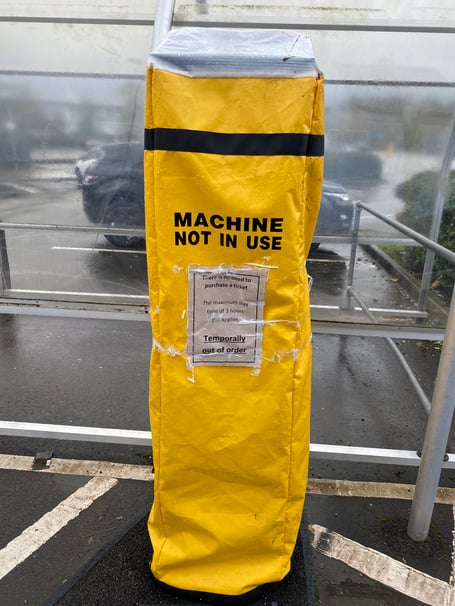 MACHINE
NOT IN USE
There is no need to
purchase a ticket
The maximum stay
time of 3 hours
still applies
Temporally
out of order